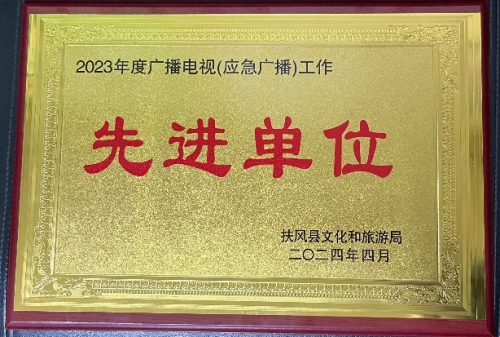 2023年度广播电视(应急广播)工作
先进单位
扶风县文化和旅游局
二〇二四年四月